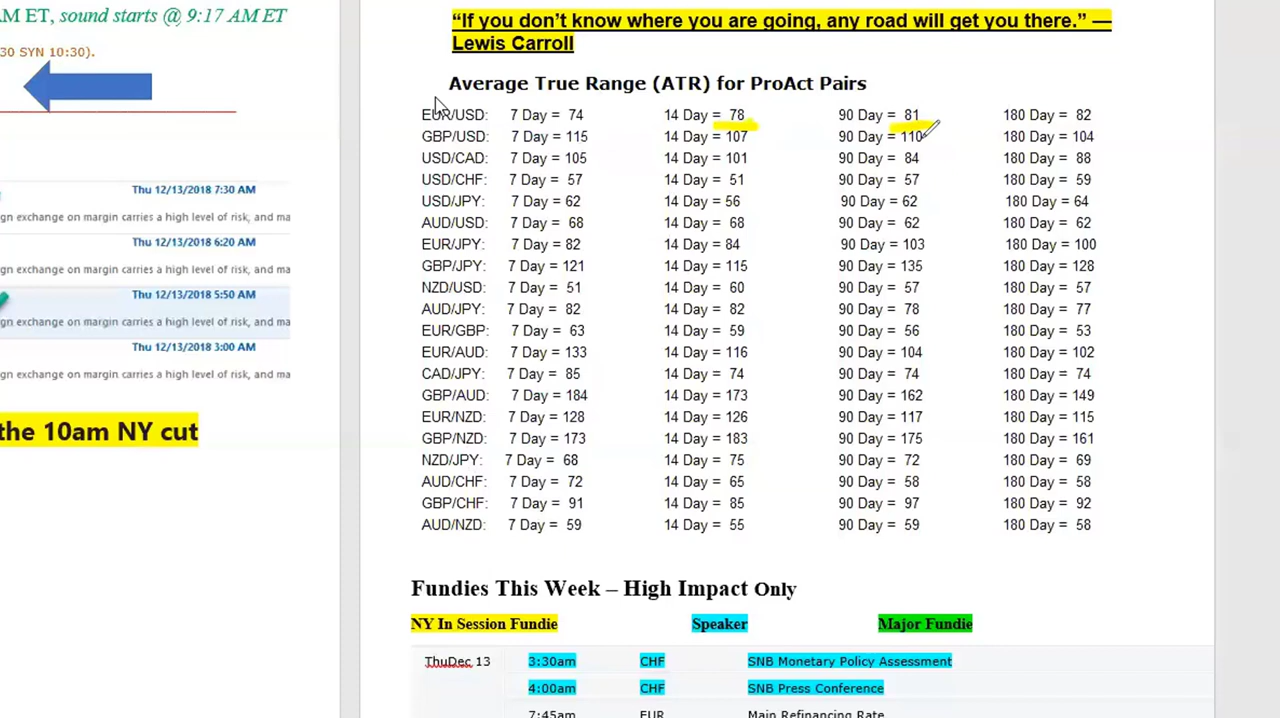 AM ET, sound starts @ 9:17 AM ET
30 SYN 10:30).
Thu 12/13/2018 7:30 AM
gn exchange on margin carries a high level of risk, and ma
Thu 12/13/2018 6:20 AM
gn exchange on margin carries a high level of risk, and ma
Thu 12/13/2018 5:50 AM
gn exchange on margin carries a high level of risk, and ma
Thu 12/13/2018 3:00 AM
gn exchange on margin carries a high level of risk, and ma
the 10am NY cut
“If you don’t know where you are going, any road will get you there.” —
Lewis Carroll
Average True Range (ATR) for ProAct Pairs
EUR/USD: 7 Day = 74 14 Day = 78 90 Day = 81 180 Day = 82
GBP/USD: 7 Day = 115 14 Day = 107 90 Day = 110 180 Day = 104
USD/CAD: 7 Day = 105 14 Day = 101 90 Day = 84 180 Day = 88
USD/CHF: 7 Day = 57 14 Day = 51 90 Day = 57 180 Day = 59
USD/JPY: 7 Day = 62 14 Day = 56 90 Day = 62 180 Day = 64
AUD/USD: 7 Day = 68 14 Day = 68 90 Day = 62 180 Day = 62
EUR/JPY: 7 Day = 82 14 Day = 84 90 Day = 103 180 Day = 100
GBP/JPY: 7 Day = 121 14 Day = 115 90 Day = 135 180 Day = 128
NZD/USD: 7 Day = 51 14 Day = 60 90 Day = 57 180 Day = 57
AUD/JPY: 7 Day = 82 14 Day = 82 90 Day = 78 180 Day = 77
EUR/GBP: 7 Day = 63 14 Day = 59 90 Day = 56 180 Day = 53
EUR/AUD: 7 Day = 133 14 Day = 116 90 Day = 104 180 Day = 102
CAD/JPY: 7 Day = 85 14 Day = 74 90 Day = 74 180 Day = 74
GBP/AUD: 7 Day = 184 14 Day = 173 90 Day = 162 180 Day = 149
EUR/NZD: 7 Day = 128 14 Day = 126 90 Day = 117 180 Day = 115
GBP/NZD: 7 Day = 173 14 Day = 183 90 Day = 175 180 Day = 161
NZD/JPY: 7 Day = 68 14 Day = 75 90 Day = 72 180 Day = 69
AUD/CHF: 7 Day = 72 14 Day = 65 90 Day = 58 180 Day = 58
GBP/CHF: 7 Day = 91 14 Day = 85 90 Day = 97 180 Day = 92
AUD/NZD: 7 Day = 59 14 Day = 55 90 Day = 59 180 Day = 58
Fundies This Week – High Impact Only
NY In Session Fundie Speaker Major Fundie
ThuDec 13 3:30am CHF SNB Monetary Policy Assessment
4:00am CHF SNB Press Conference
7:45am EUR Main Refinancing Rate